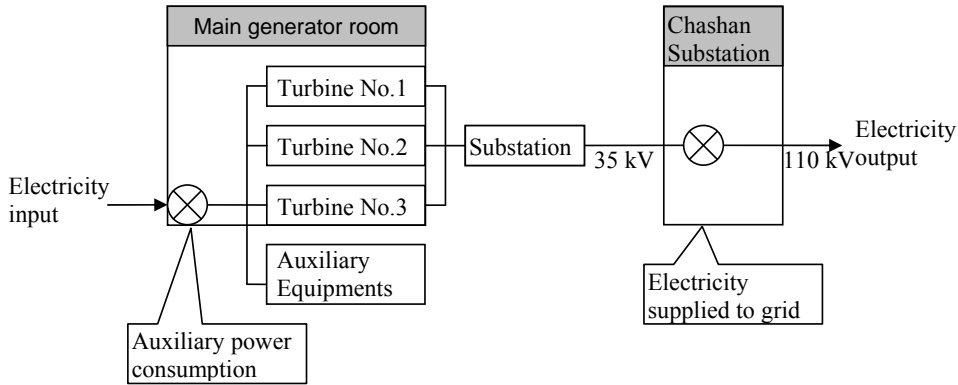 Main generator room
Chashan
Substation
Turbine No.1
Turbine No.2
Turbine No.3
Auxiliary
Equipments
Substation
35 kV
110 kV
Electricity
output
Electricity
input
Auxiliary power
consumption
Electricity
supplied to grid